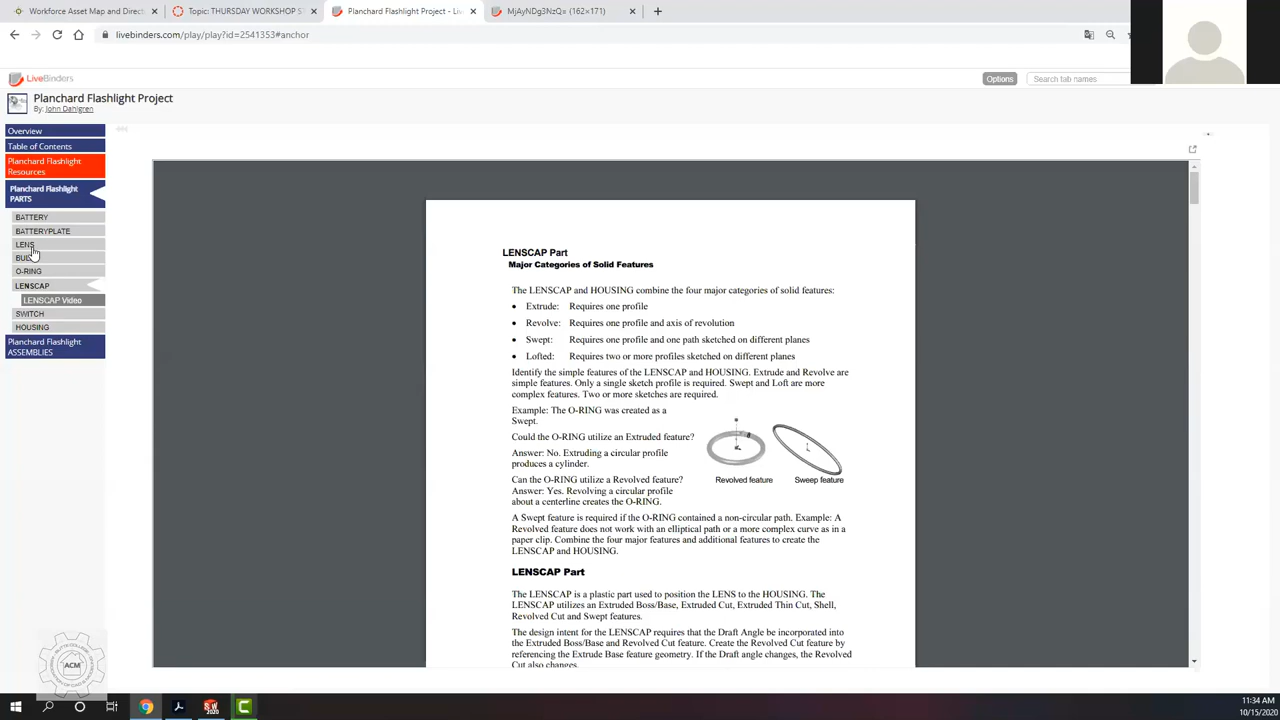 Workforce Asset Map and Direct
Topic: THURSDAY WORKSHOP S
Planchard Flashlight Project - Liv
MjAyNDg3NzQ= (162×171)
livebinders.com/play/play?id=2541353#anchor
LiveBinders
Options
Search tab names
Planchard Flashlight Project
By: John Dahlgren
Overview
Table of Contents
Planchard Flashlight
Resources
Planchard Flashlight
PARTS
BATTERY
BATTERYPLATE
LENS
O-RING
LENSCAP
LENSCAP Video
SWITCH
HOUSING
Planchard Flashlight
ASSEMBLIES
LENSCAP Part
Major Categories of Solid Features
The LENSCAP and HOUSING combine the four major categories of solid features:
• Extrude: Requires one profile
• Revolve: Requires one profile and axis of revolution
• Swept: Requires one profile and one path sketched on different planes
• Lofted: Requires two or more profiles sketched on different planes
Identify the simple features of the LENSCAP and HOUSING. Extrude and Revolve are
simple features. Only a single sketch profile is required. Swept and Loft are more
complex features. Two or more sketches are required.
Example: The O-RING was created as a
Swept.
Could the O-RING utilize an Extruded feature?
Answer: No. Extruding a circular profile
produces a cylinder.
Can the O-RING utilize a Revolved feature?
Answer: Yes. Revolving a circular profile
about a centerline creates the O-RING.
Revolved feature
Sweep feature
A Swept feature is required if the O-RING contained a non-circular path. Example: A
Revolved feature does not work with an elliptical path or a more complex curve as in a
paper clip. Combine the four major features and additional features to create the
LENSCAP and HOUSING.
LENSCAP Part
The LENSCAP is a plastic part used to position the LENS to the HOUSING. The
LENSCAP utilizes an Extruded Boss/Base, Extruded Cut, Extruded Thin Cut, Shell,
Revolved Cut and Swept features.
The design intent for the LENSCAP requires that the Draft Angle be incorporated into
the Extruded Boss/Base and Revolved Cut feature. Create the Revolved Cut feature by
referencing the Extrude Base feature geometry. If the Draft angle changes, the Revolved
Cut also changes.
ACM
SW
2020
11:34 AM
10/15/2020